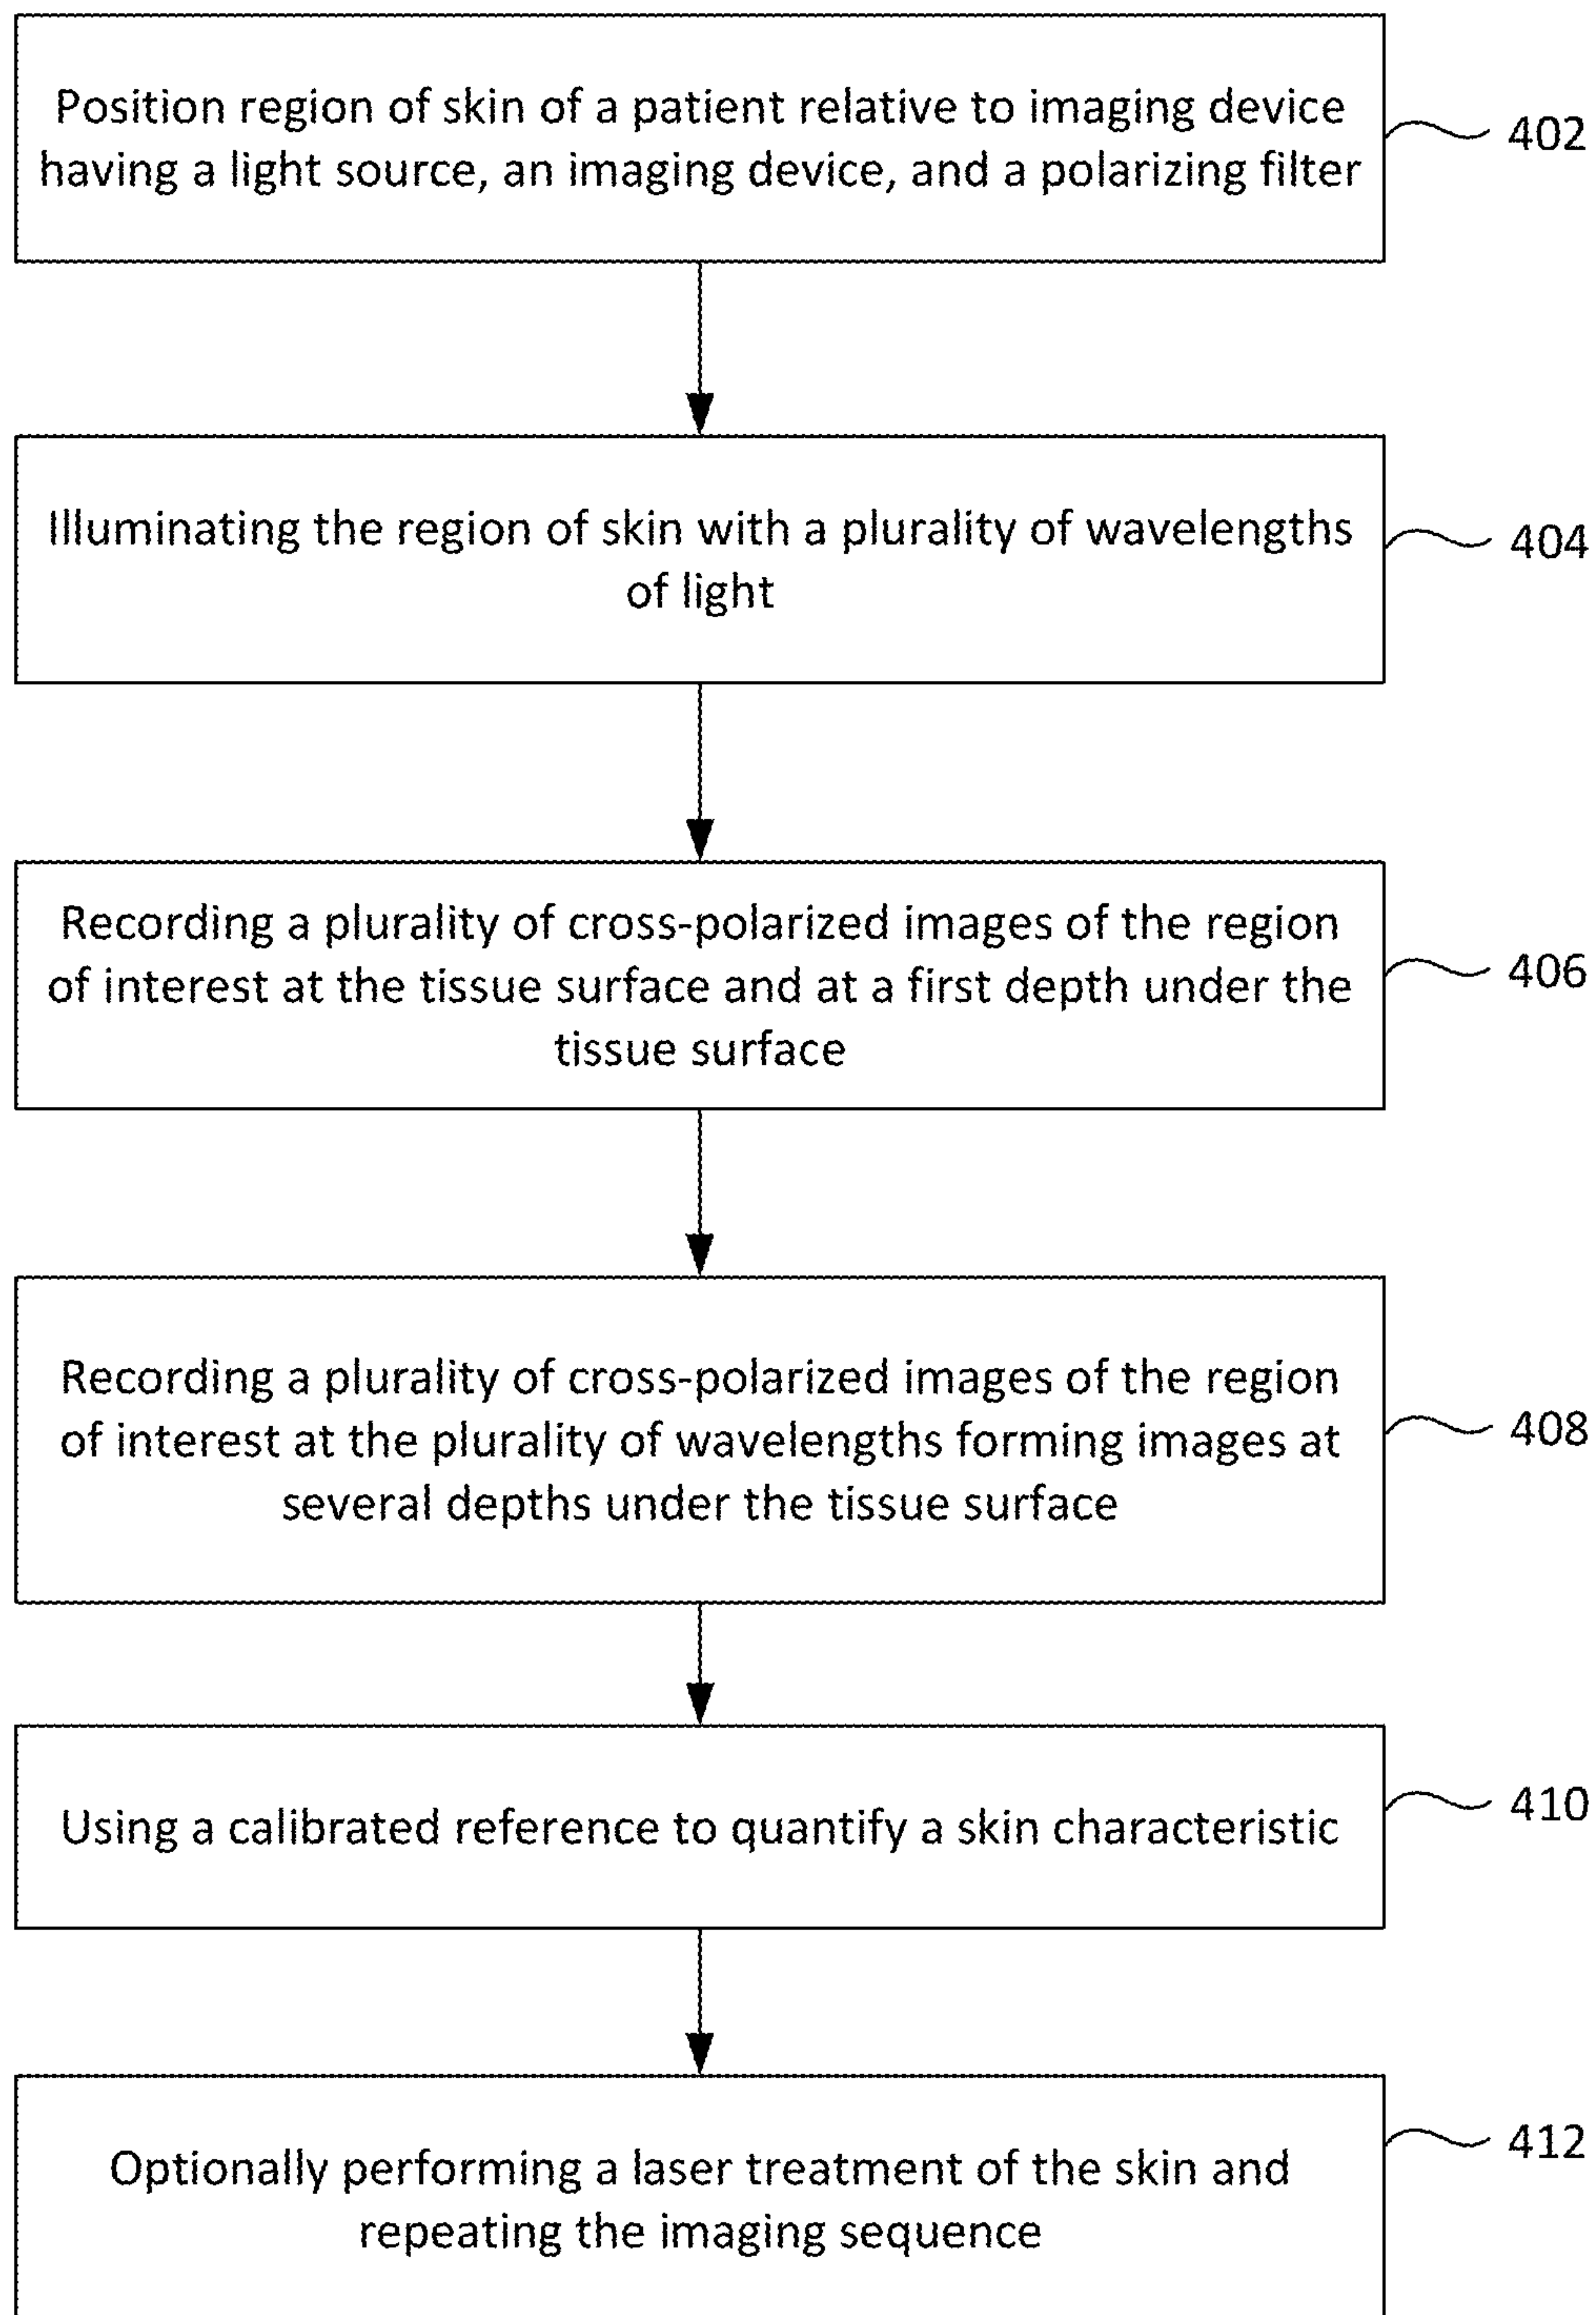 Position region of skin of a patient relative to imaging device
having a light source, an imaging device, and a polarizing filter
402
Illuminating the region of skin with a plurality of wavelengths
of light
404
Recording a plurality of cross-polarized images of the region
of interest at the tissue surface and at a first depth under the
tissue surface
406
Recording a plurality of cross-polarized images of the region
of interest at the plurality of wavelengths forming images at
several depths under the tissue surface
408
Using a calibrated reference to quantify a skin characteristic
410
Optionally performing a laser treatment of the skin and
repeating the imaging sequence
412